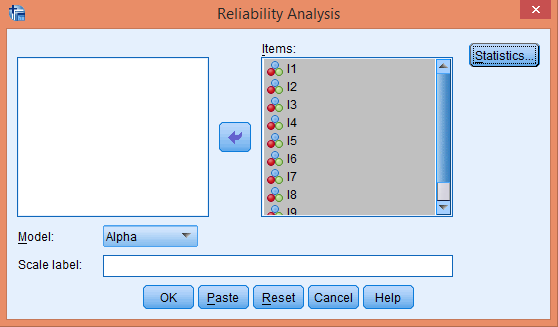 Reliability Analysis
Items:
Statistics...
I1
I2
I3
I4
I5
I6
I7
I8
I9
Model:
Alpha
Scale label:
OK
Paste
Reset
Cancel
Help